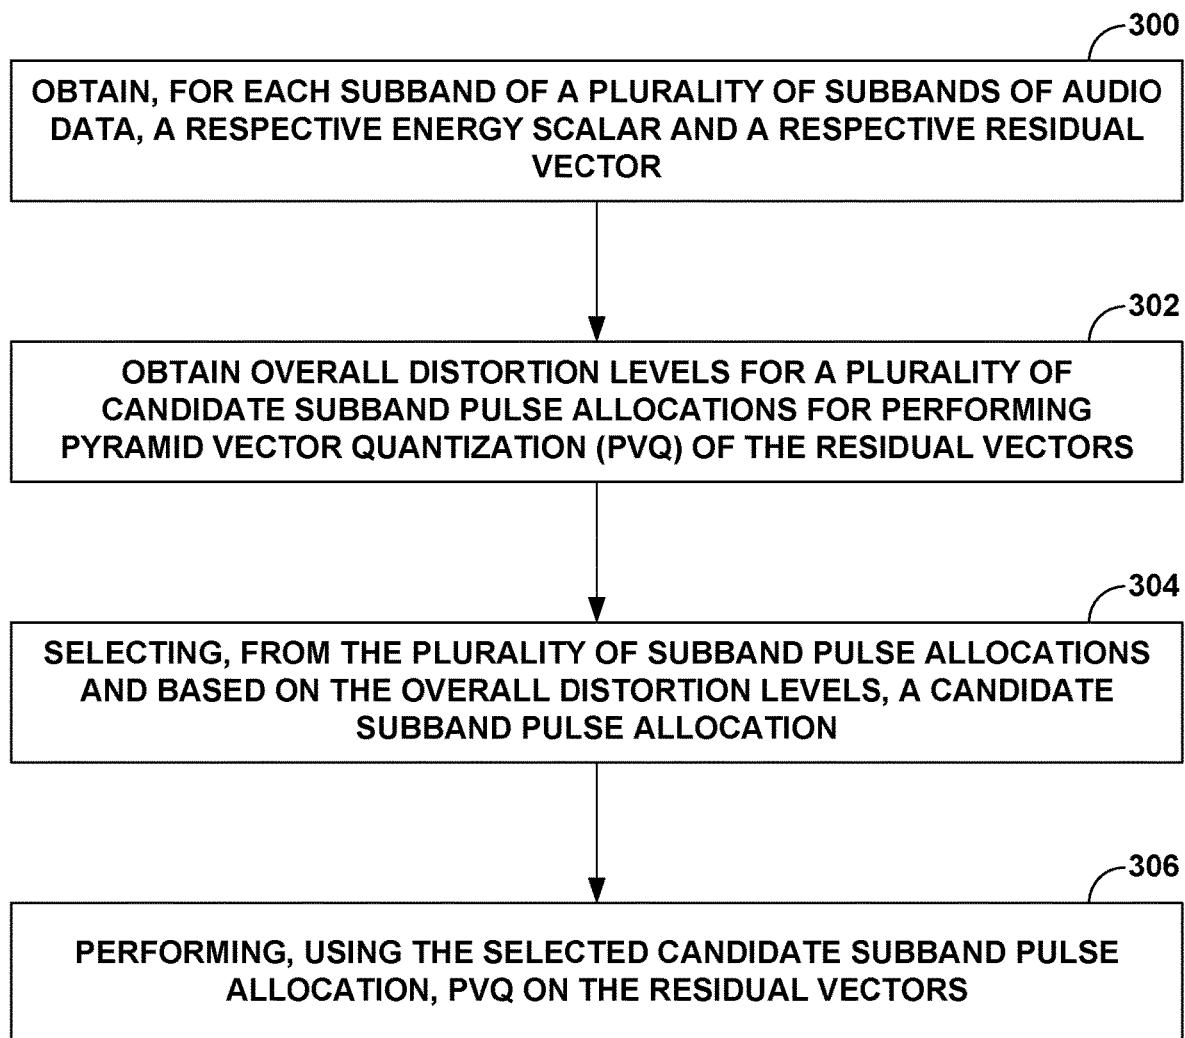 300
OBTAIN, FOR EACH SUBBAND OF A PLURALITY OF SUBBANDS OF AUDIO
DATA, A RESPECTIVE ENERGY SCALAR AND A RESPECTIVE RESIDUAL
VECTOR
302
OBTAIN OVERALL DISTORTION LEVELS FOR A PLURALITY OF
CANDIDATE SUBBAND PULSE ALLOCATIONS FOR PERFORMING
PYRAMID VECTOR QUANTIZATION (PVQ) OF THE RESIDUAL VECTORS
304
SELECTING, FROM THE PLURALITY OF SUBBAND PULSE ALLOCATIONS
AND BASED ON THE OVERALL DISTORTION LEVELS, A CANDIDATE
SUBBAND PULSE ALLOCATION
306
PERFORMING, USING THE SELECTED CANDIDATE SUBBAND PULSE
ALLOCATION, PVQ ON THE RESIDUAL VECTORS